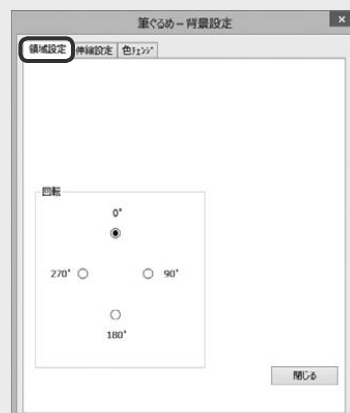 筆ぐるめ－背景設定
×
領域設定 伸縮設定 色ﾁｪﾝｼﾞ
回転
0°
270° 90°
180°
閉じる